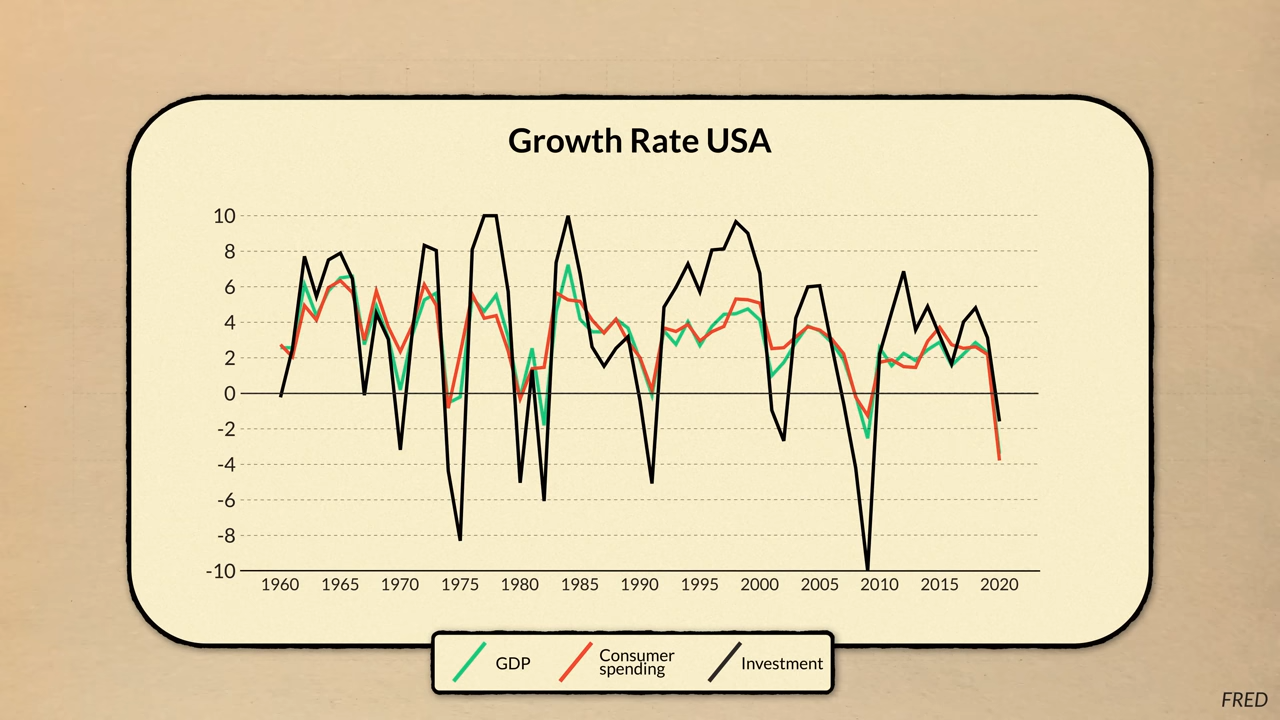 Growth Rate USA
10
8
6
4
2
0
-2
-4
-6
-8
-10
1960 1965 1970 1975 1980 1985 1990 1995 2000 2005 2010 2015 2020
GDP
Consumer
spending
Investment
FRED